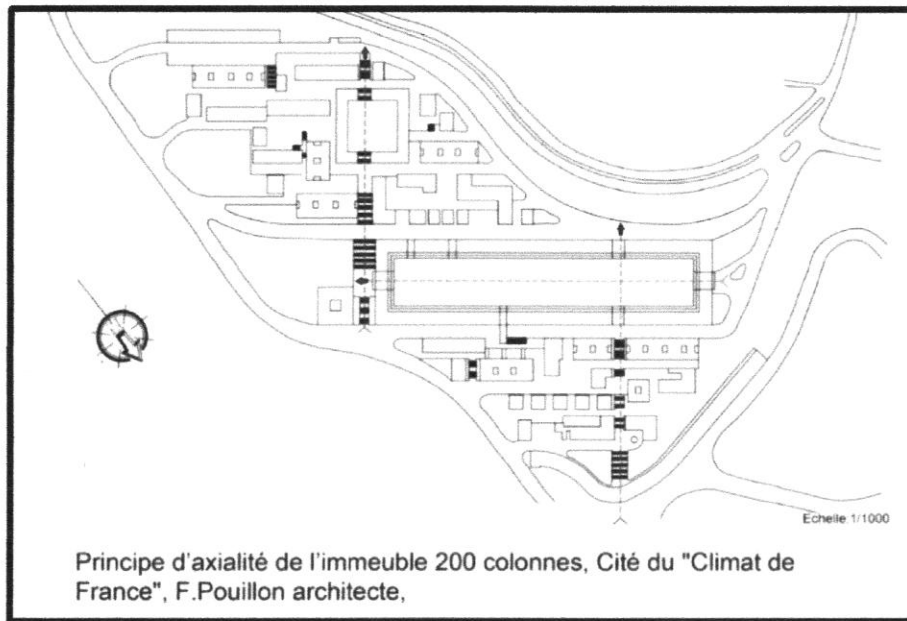 Echelle:1/1000
Principe d'axialité de l'immeuble 200 colonnes, Cité du "Climat de
France", F.Pouillon architecte,